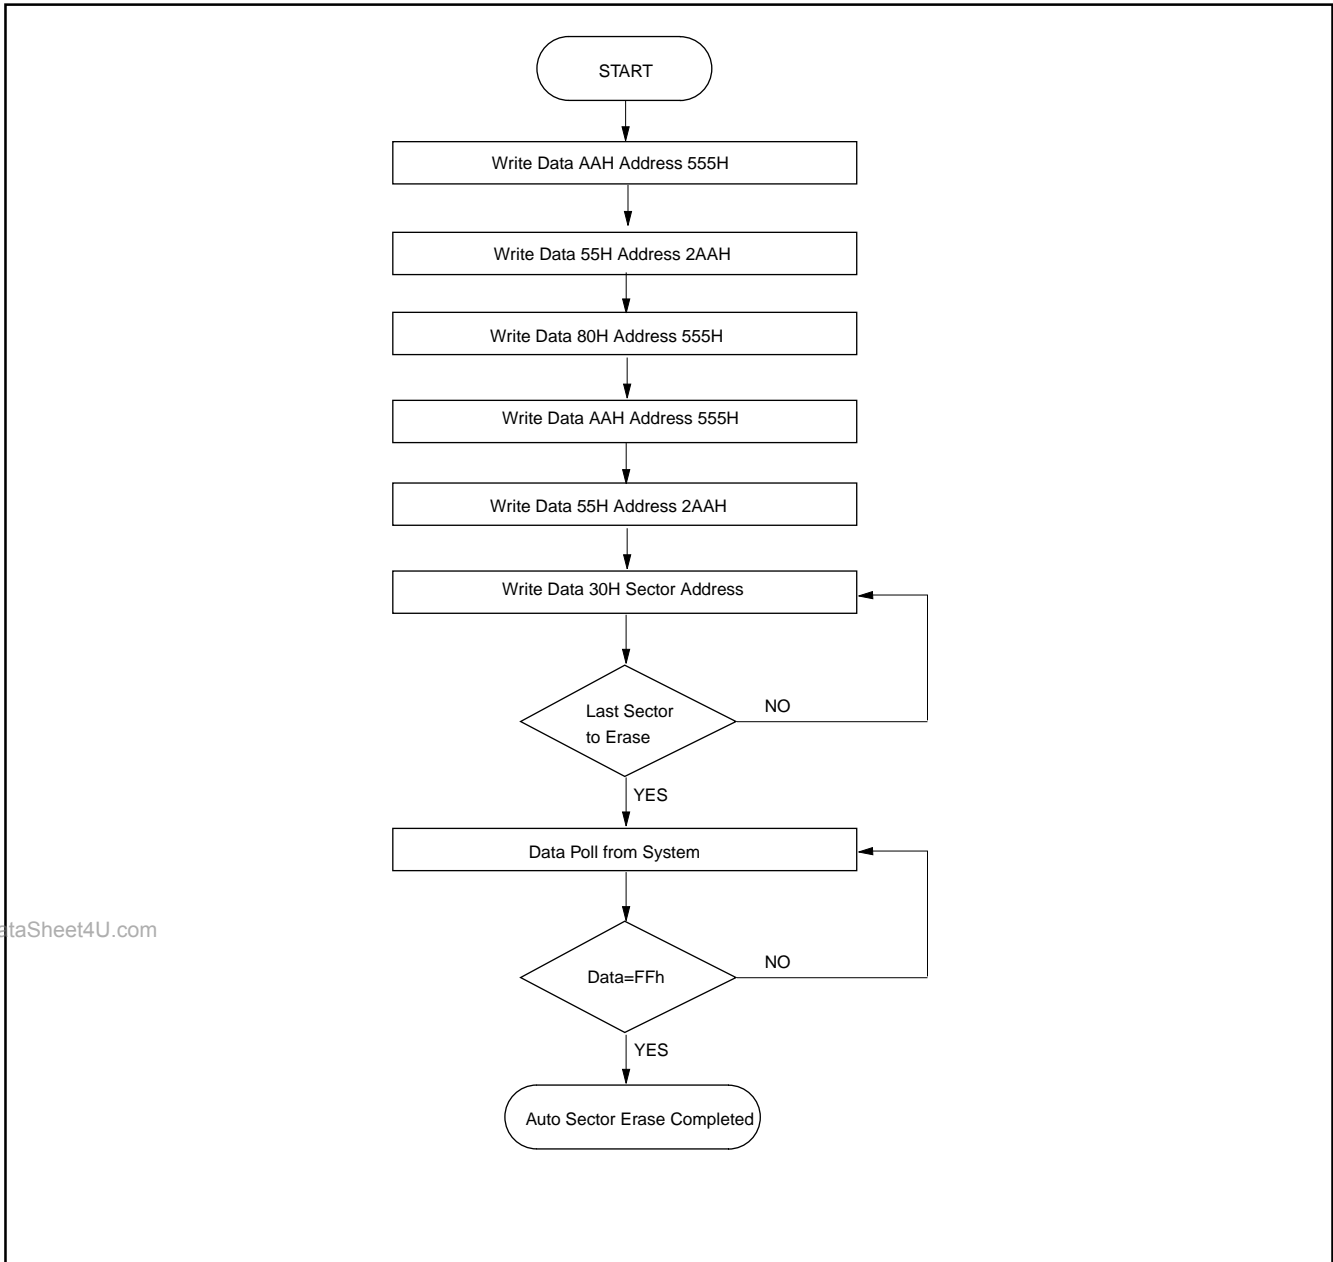 START
Write Data AAH Address 555H
Write Data 55H Address 2AAH
Write Data 80H Address 555H
Write Data AAH Address 555H
Write Data 55H Address 2AAH
Write Data 30H Sector Address
Last Sector
to Erase
NO
YES
Data Poll from System
ataSheet4U.com
Data=FFh
NO
YES
Auto Sector Erase Completed